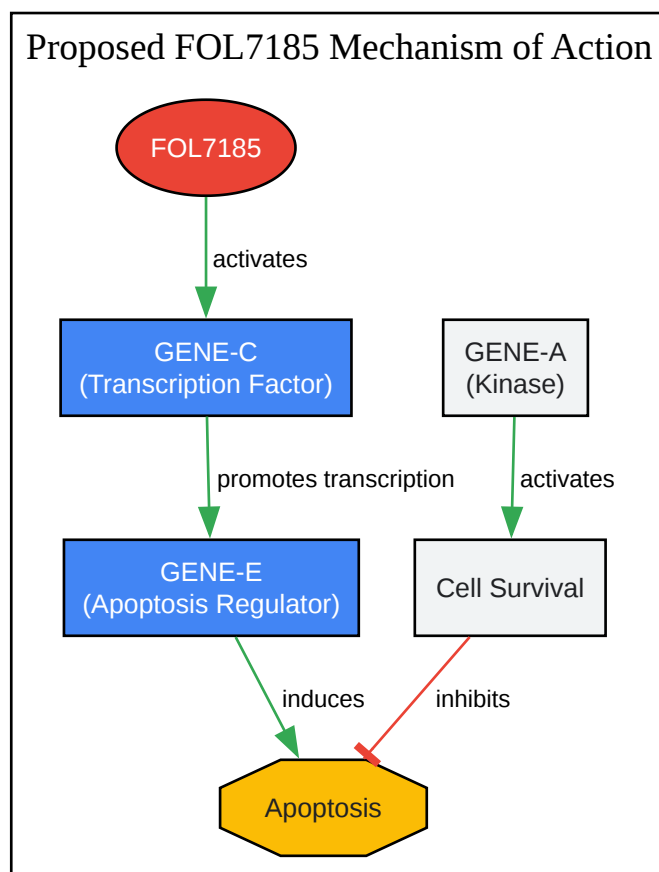 Proposed FOL7185 Mechanism of Action
FOL7185
activates
GENE-C
(Transcription Factor)
GENE-A
(Kinase)
promotes transcription
activates
GENE-E
(Apoptosis Regulator)
Cell Survival
induces
inhibits
Apoptosis